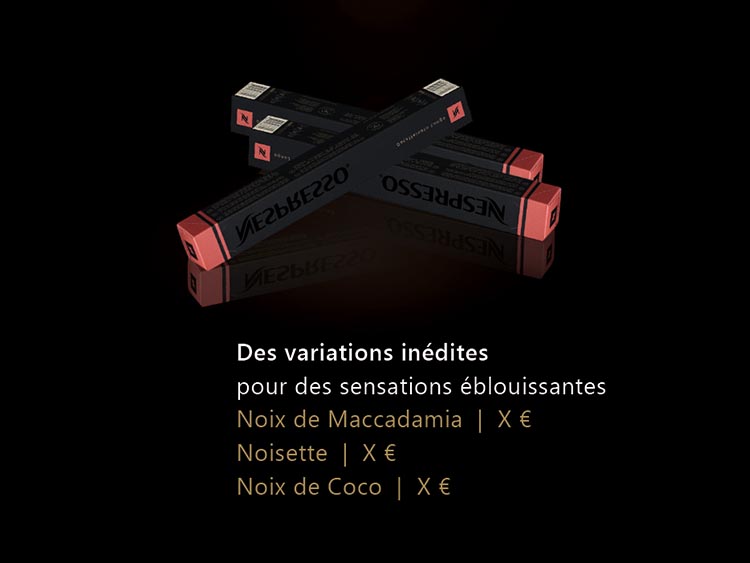 NESPRESSO
NESPRESSO
Des variations inédites
pour des sensations éblouissantes
Noix de Maccadamia | X €
Noisette | X €
Noix de Coco | X €